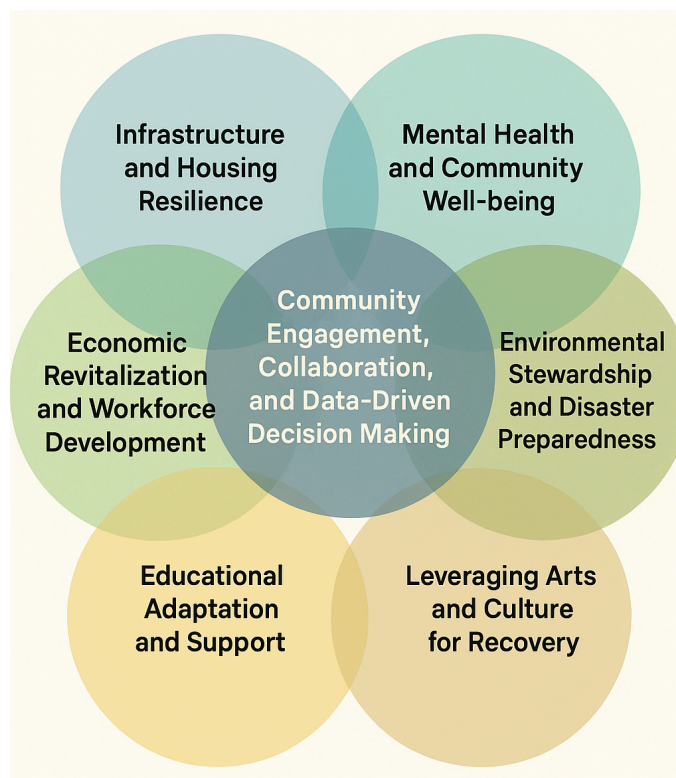 Infrastructure
and Housing
Resilience
Mental Health
and Community
Well-being
Community
Engagement,
Collaboration,
and Data-Driven
Decision Making
Economic
Revitalization
and Workforce
Development
Environmental
Stewardship
and Disaster
Preparedness
Educational
Adaptation
and Support
Leveraging Arts
and Culture
for Recovery